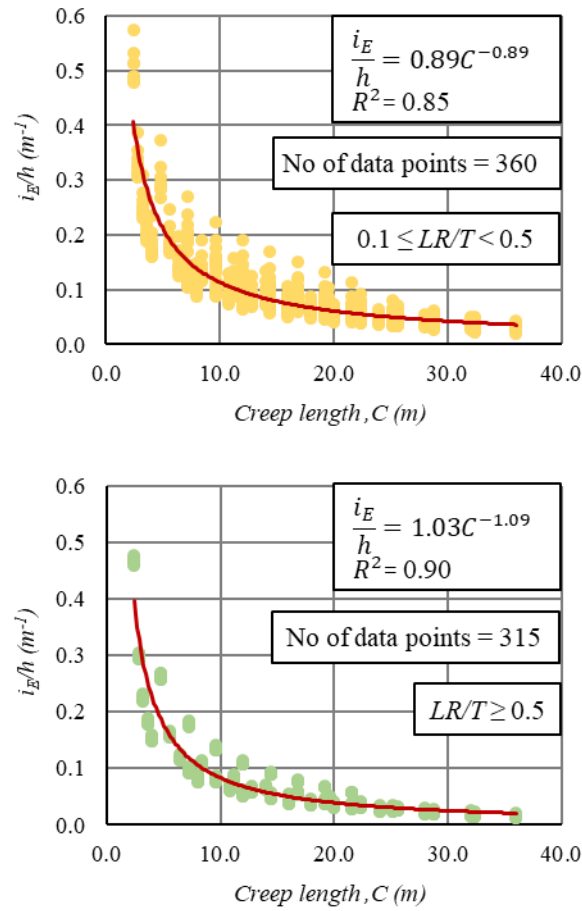 0.6
0.5
0.4
0.3
0.2
0.1
0.0
i_E/h (m⁻¹)
i_E
— = 0.89C⁻⁰·⁸⁹
h
R² = 0.85
No of data points = 360
0.1 ≤ LR/T < 0.5
0.0 10.0 20.0 30.0 40.0
Creep length, C (m)
0.6
0.5
0.4
0.3
0.2
0.1
0.0
i_E/h (m⁻¹)
i_E
— = 1.03C⁻¹·⁰⁹
h
R² = 0.90
No of data points = 315
LR/T ≥ 0.5
0.0 10.0 20.0 30.0 40.0
Creep length, C (m)